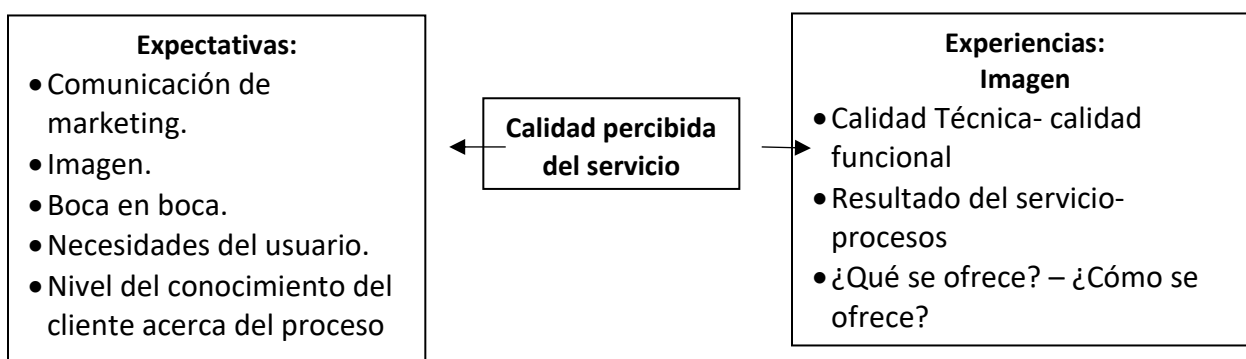 Expectativas:
•Comunicación de
marketing.
•Imagen.
•Boca en boca.
•Necesidades del usuario.
•Nivel del conocimiento del
cliente acerca del proceso
Calidad percibida
del servicio
Experiencias:
Imagen
•Calidad Técnica- calidad
funcional
•Resultado del servicio-
procesos
•¿Qué se ofrece? – ¿Cómo se
ofrece?